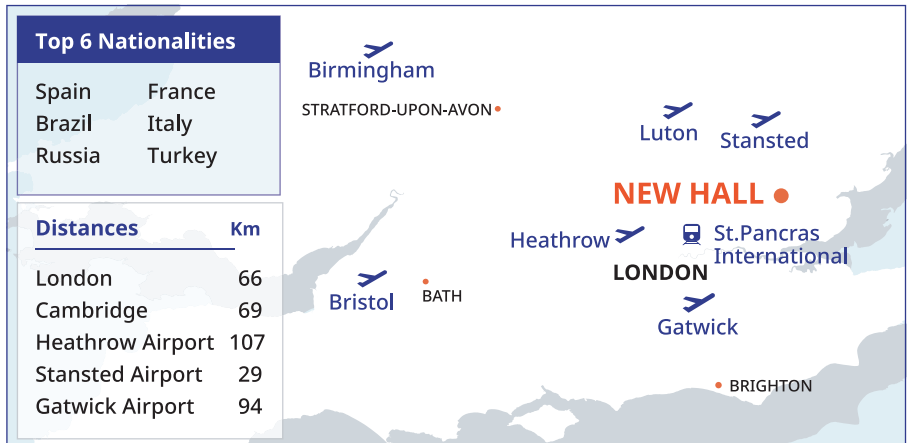 Top 6 Nationalities
Spain France
Brazil Italy
Russia Turkey
Distances Km
London 66
Cambridge 69
Heathrow Airport 107
Stansted Airport 29
Gatwick Airport 94
Birmingham
STRATFORD-UPON-AVON
Luton
Stansted
NEW HALL
Heathrow
St.Pancras
International
LONDON
Bristol
BATH
Gatwick
BRIGHTON